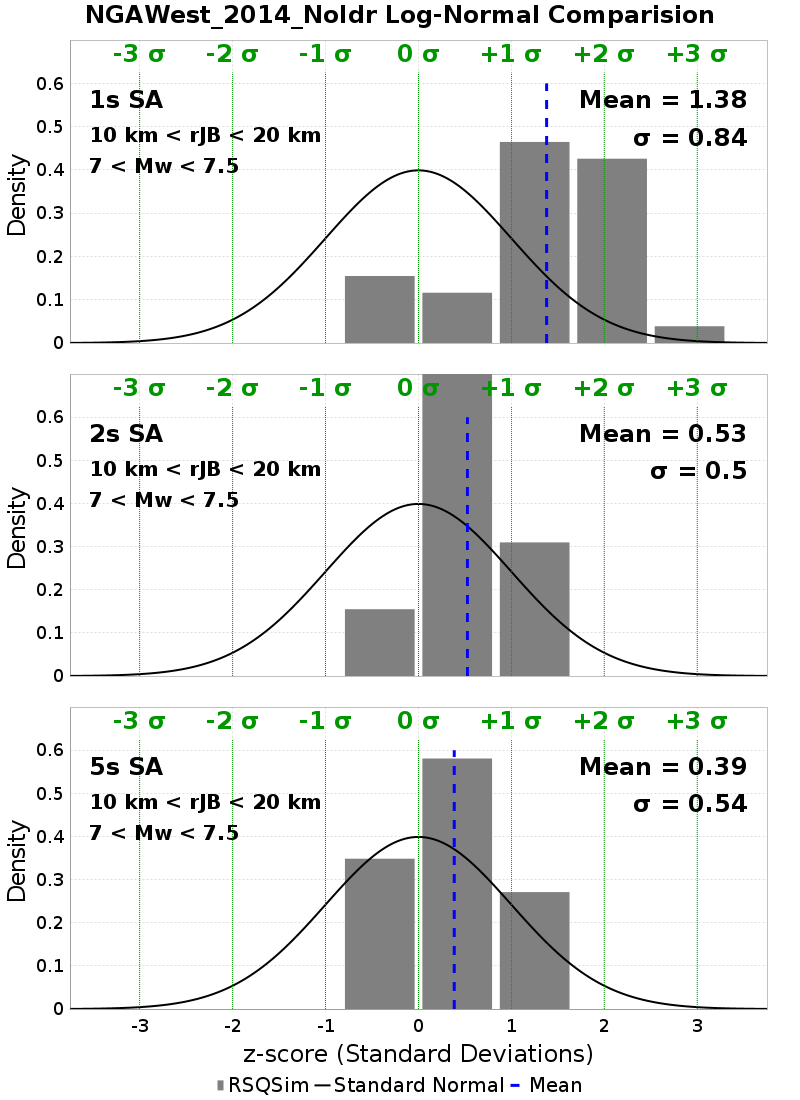 NGAWest_2014_NoIdr Log-Normal Comparision
-3 σ -2 σ -1 σ 0 σ +1 σ +2 σ +3 σ
1s SA
Mean = 1.38
10 km < rJB < 20 km
σ = 0.84
7 < Mw < 7.5
Density
0.6
0.5
0.4
0.3
0.2
0.1
0
-3 σ -2 σ -1 σ 0 σ +1 σ +2 σ +3 σ
2s SA
Mean = 0.53
10 km < rJB < 20 km
σ = 0.5
7 < Mw < 7.5
Density
0.6
0.5
0.4
0.3
0.2
0.1
0
-3 σ -2 σ -1 σ 0 σ +1 σ +2 σ +3 σ
5s SA
Mean = 0.39
10 km < rJB < 20 km
σ = 0.54
7 < Mw < 7.5
Density
0.6
0.5
0.4
0.3
0.2
0.1
0
-3 -2 -1 0 1 2 3
z-score (Standard Deviations)
RSQSim Standard Normal Mean